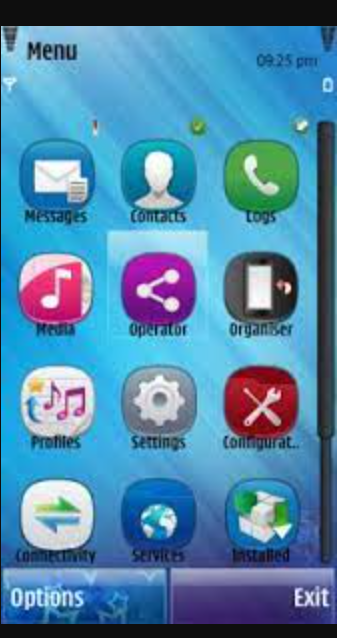 Menu
09:25 pm
Messages
Contacts
Logs
Media
Operator
Organiser
Profiles
Settings
Configurat..
Connectivity
Services
Installed
Options
Exit